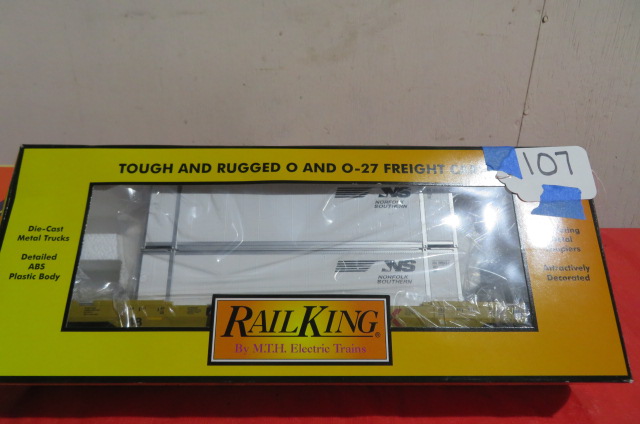 TOUGH AND RUGGED O AND O-27 FREIGHT
107
Die-Cast
Metal Trucks
Detailed
ABS
Plastic Body
NS
NORFOLK
SOUTHERN
NS
NORFOLK
SOUTHERN
Attractively
Decorated
RAILKING®
By M.T.H. Electric Trains